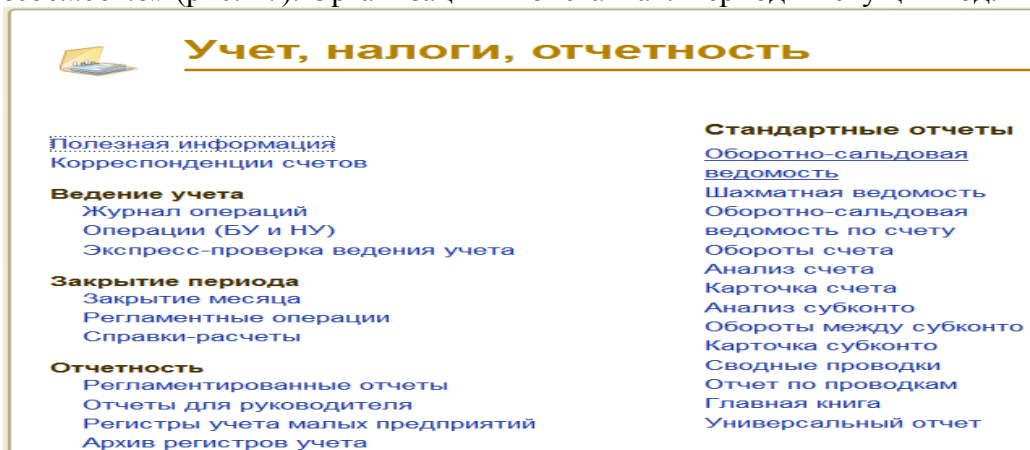 Учет, налоги, отчетность
Полезная информация
Корреспонденции счетов
Ведение учета
Журнал операций
Операции (БУ и НУ)
Экспресс-проверка ведения учета
Закрытие периода
Закрытие месяца
Регламентные операции
Справки-расчеты
Отчетность
Регламентированные отчеты
Отчеты для руководителя
Регистры учета малых предприятий
Архив регистров учета
Стандартные отчеты
Оборотно-сальдовая
ведомость
Шахматная ведомость
Оборотно-сальдовая
ведомость по счету
Обороты счета
Анализ счета
Карточка счета
Анализ субконто
Обороты между субконто
Карточка субконто
Сводные проводки
Отчет по проводкам
Главная книга
Универсальный отчет